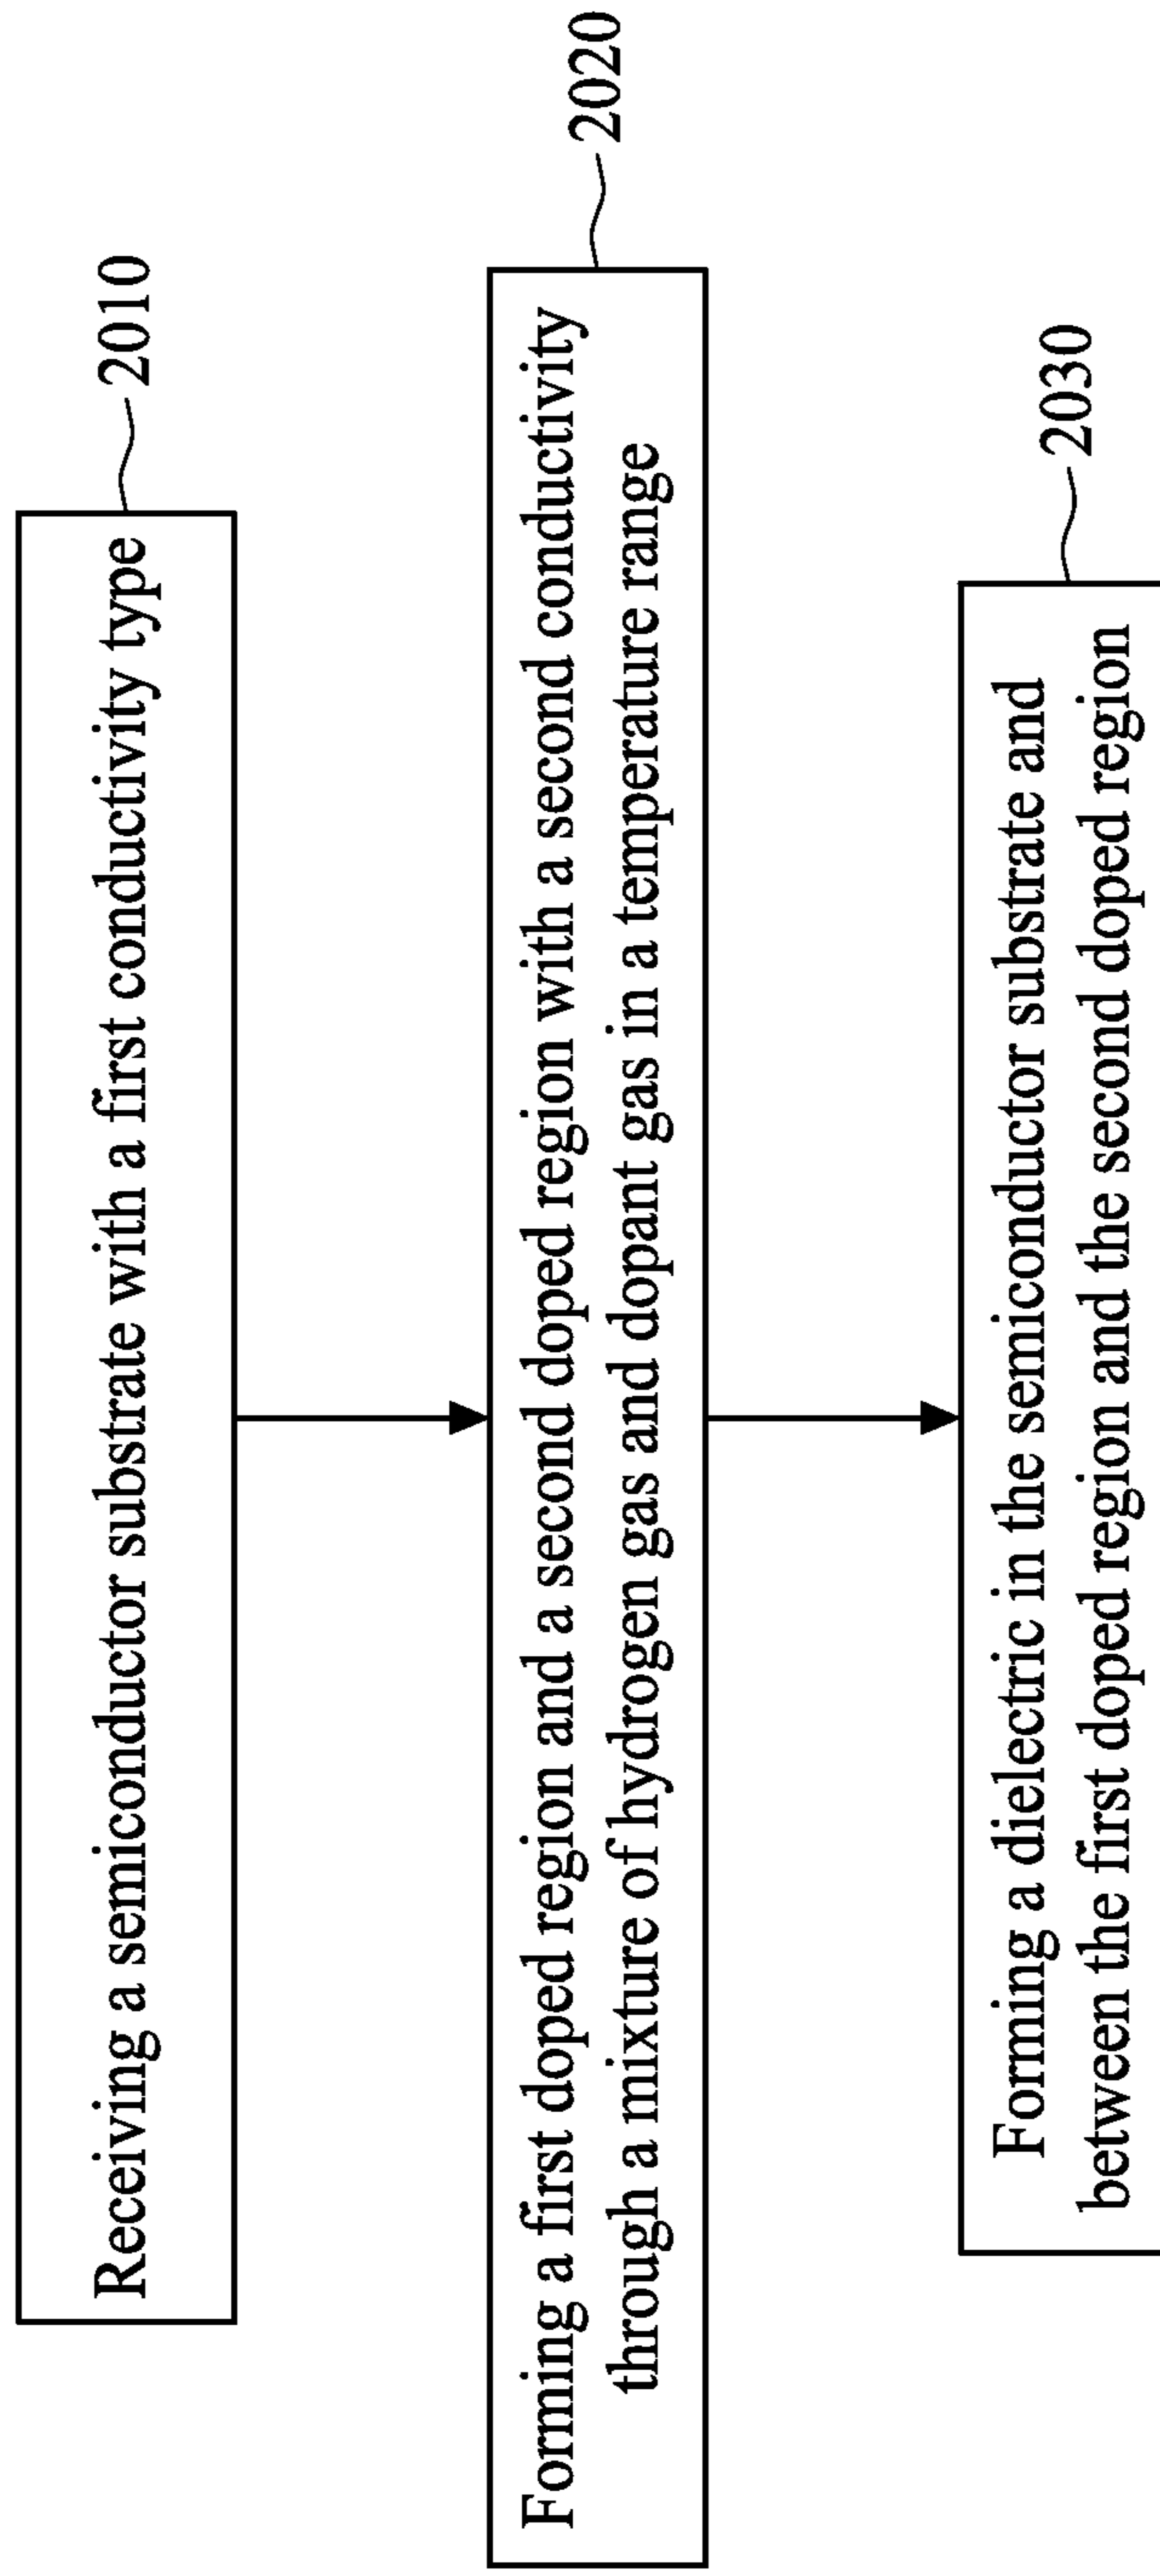 Receiving a semiconductor substrate with a first conductivity type
2010
Forming a first doped region and a second doped region with a second conductivity
through a mixture of hydrogen gas and dopant gas in a temperature range
2020
Forming a dielectric in the semiconductor substrate and
between the first doped region and the second doped region
2030